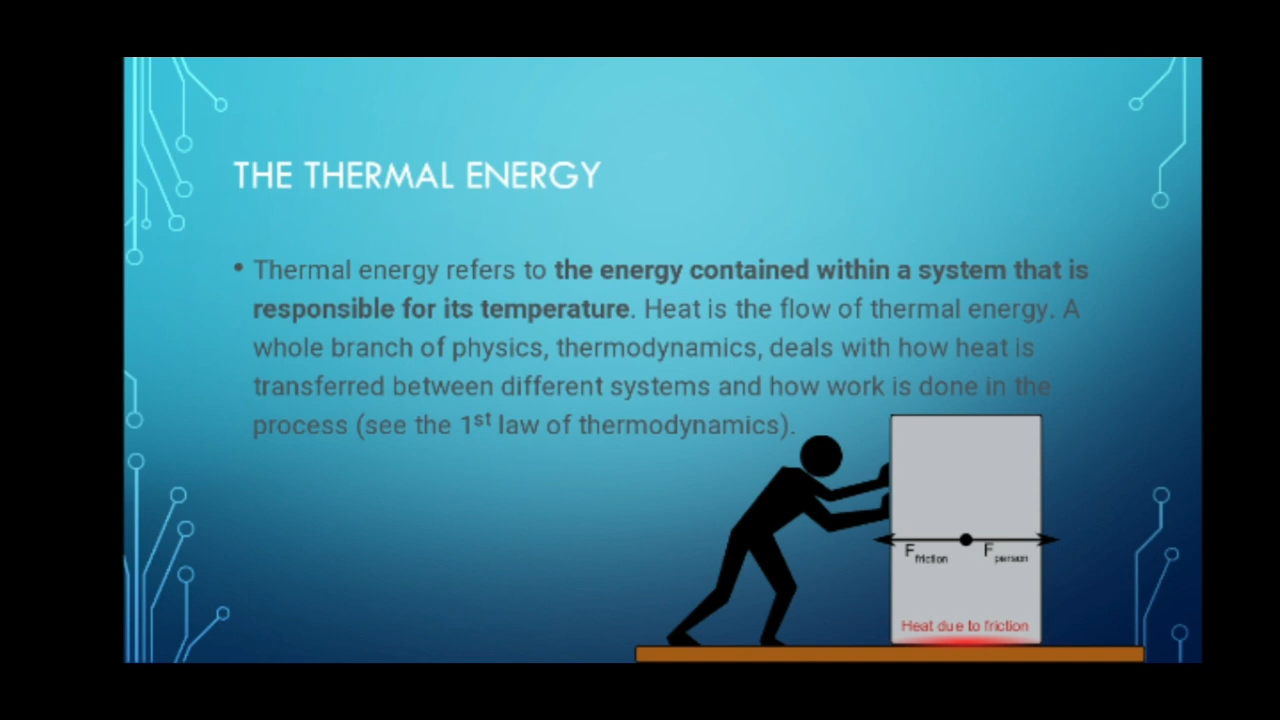 THE THERMAL ENERGY
• Thermal energy refers to the energy contained within a system that is
responsible for its temperature. Heat is the flow of thermal energy. A
whole branch of physics, thermodynamics, deals with how heat is
transferred between different systems and how work is done in the
process (see the 1st law of thermodynamics).
Ffriction Fperson
Heat due to friction